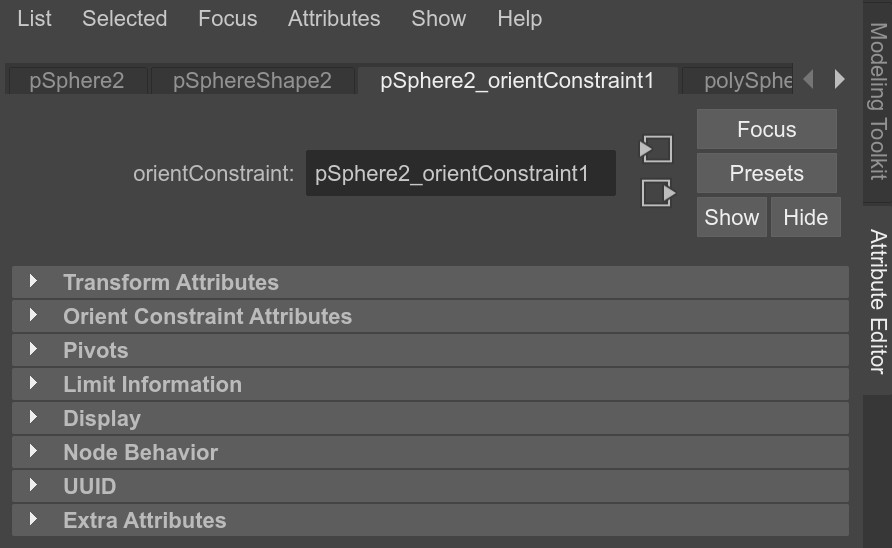 List Selected Focus Attributes Show Help
pSphere2 pSphereShape2 pSphere2_orientConstraint1 polySphe
orientConstraint: pSphere2_orientConstraint1
Focus
Presets
Show Hide
Transform Attributes
Orient Constraint Attributes
Pivots
Limit Information
Display
Node Behavior
UUID
Extra Attributes
Modeling Toolkit
Attribute Editor